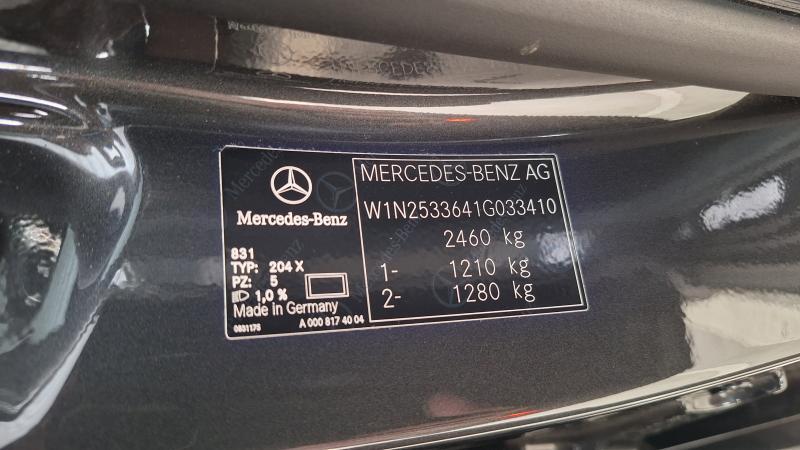 Mercedes-Benz
831
TYP: 204 X
PZ: 5
1,0 %
Made in Germany
0831175
A 000 817 40 04
MERCEDES-BENZ AG
W1N2533641G033410
2460 kg
1- 1210 kg
2- 1280 kg